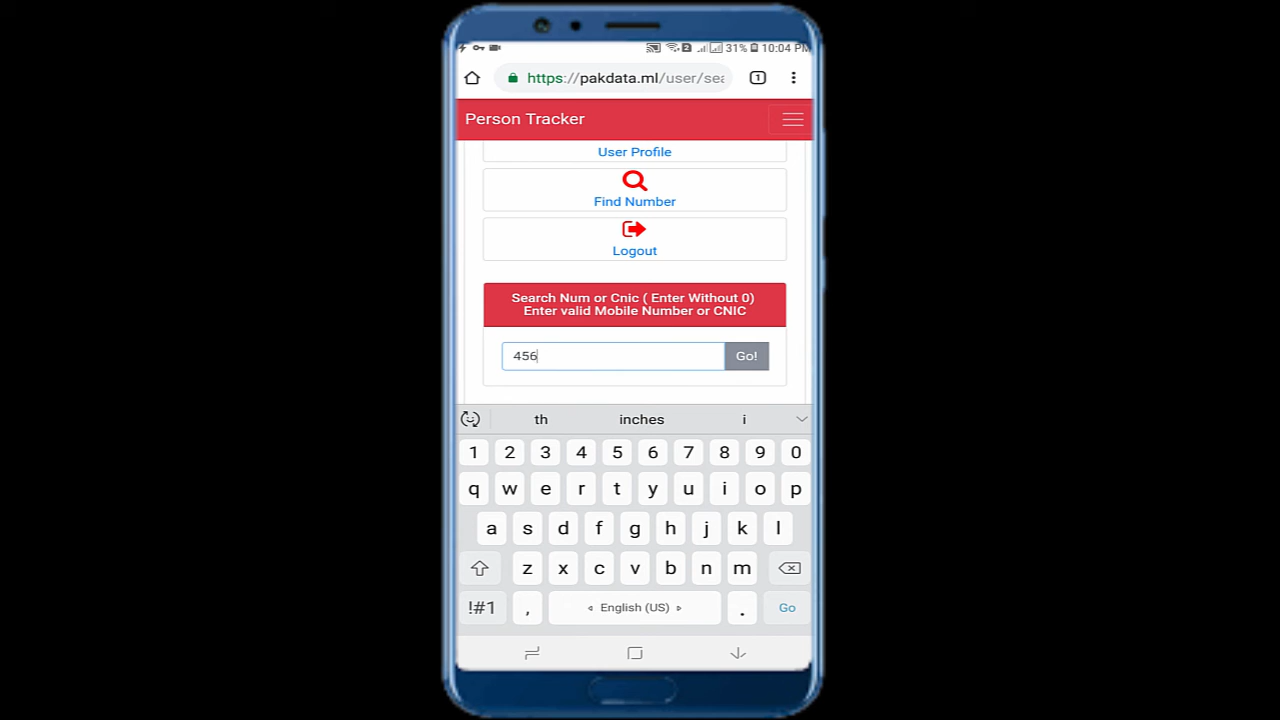 31% 10:04 PM
https://pakdata.ml/user/sea
1
Person Tracker
User Profile
Find Number
Logout
Search Num or Cnic ( Enter Without 0)
Enter valid Mobile Number or CNIC
456 Go!
th inches i
1 2 3 4 5 6 7 8 9 0
q w e r t y u i o p
a s d f g h j k l
z x c v b n m
!#1 , English (US) . Go